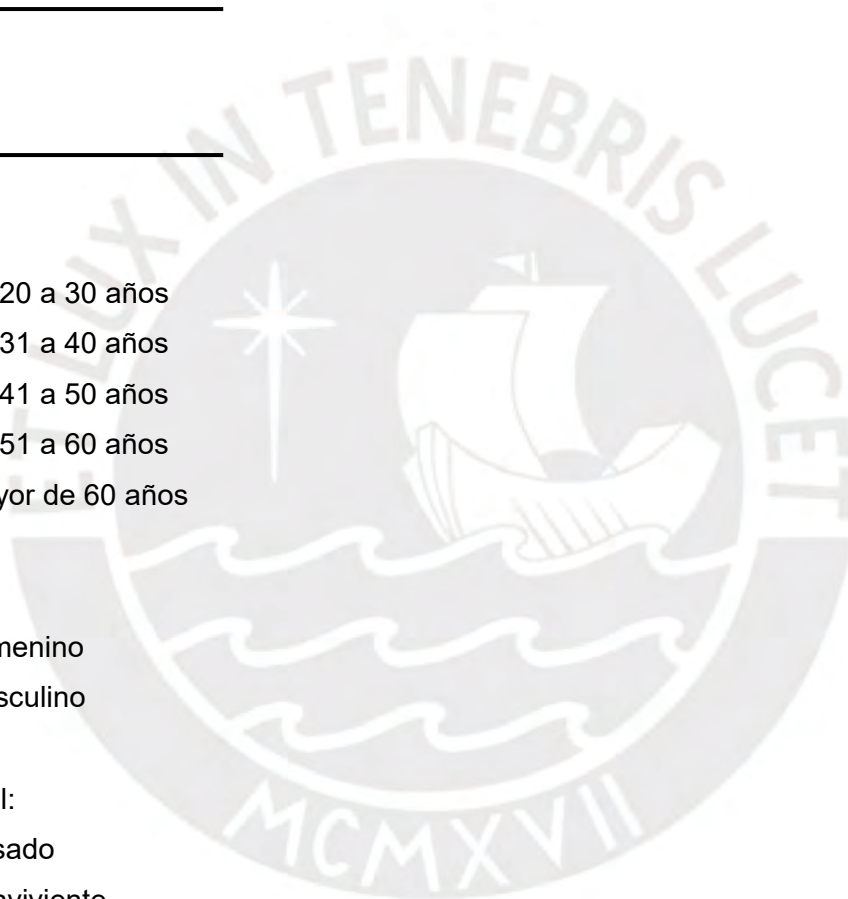 ET LUX IN TENEBRIS LUCET
20 a 30 años
31 a 40 años
41 a 50 años
51 a 60 años
yor de 60 años
menino
sculino
l:
sado
MCMXVII